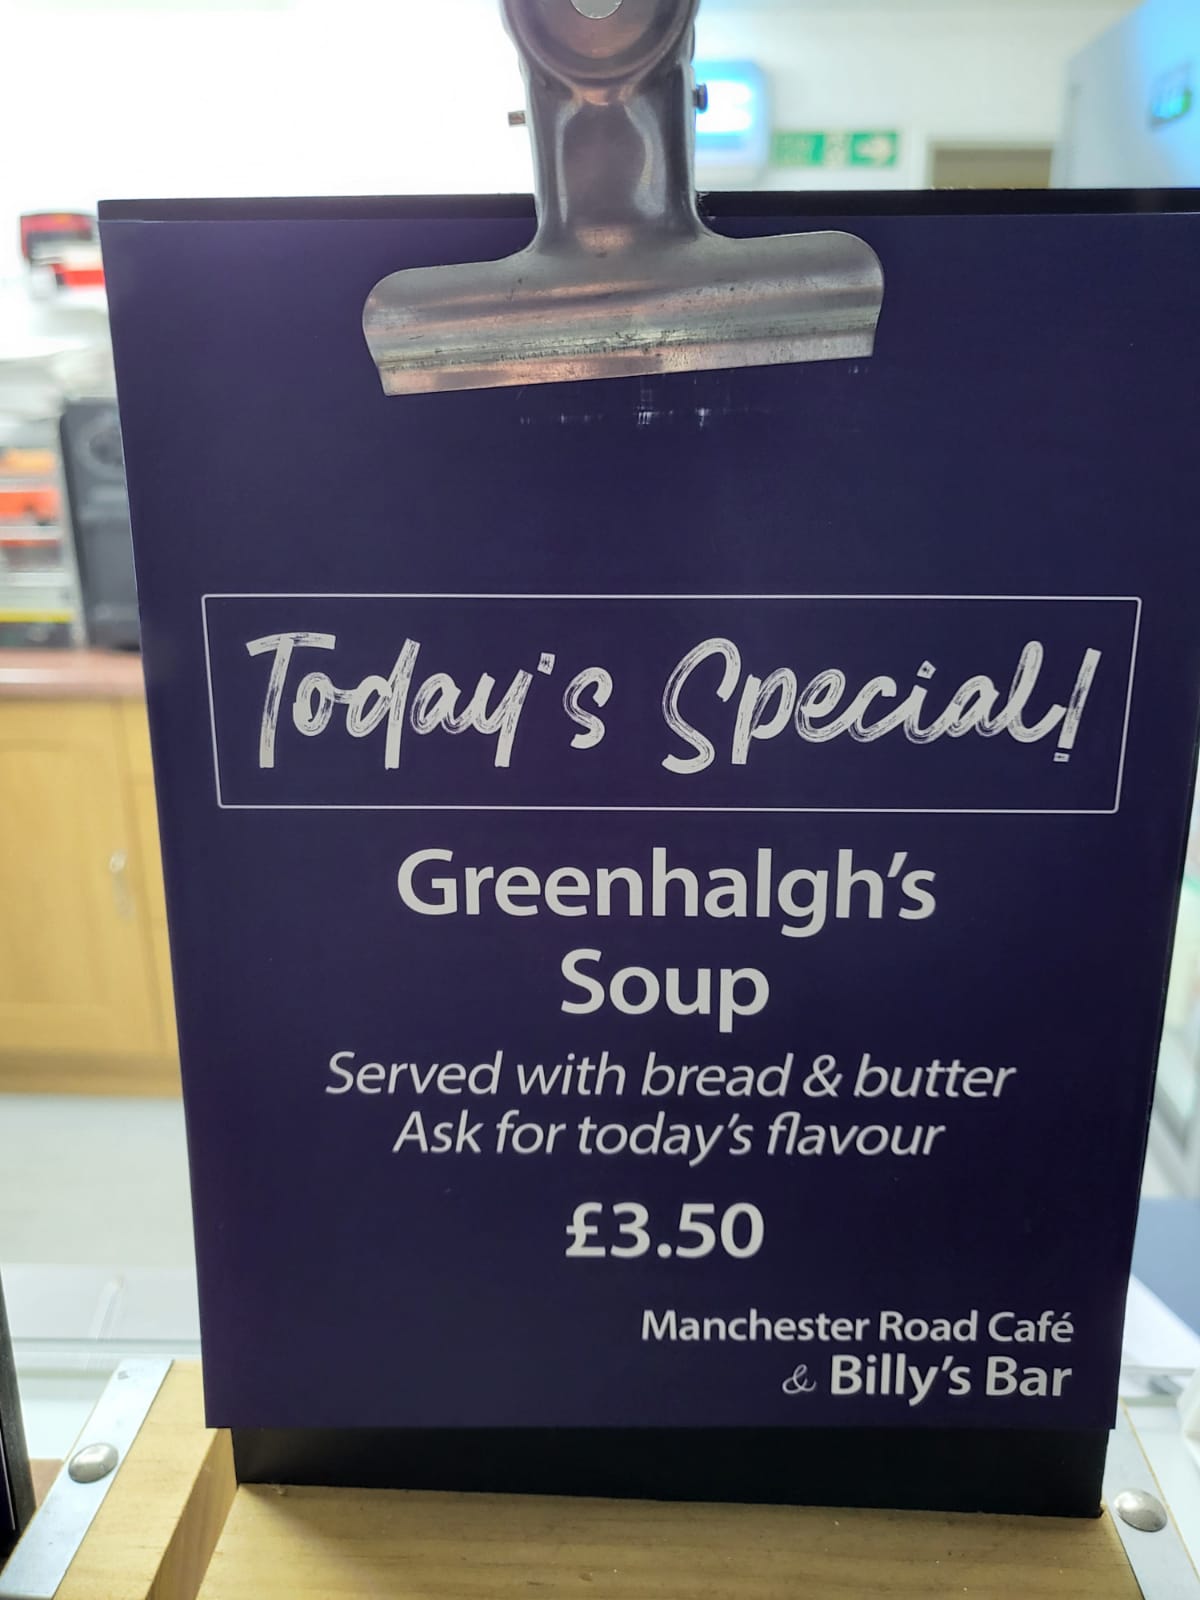 Today's Special!
Greenhalgh's
Soup
Served with bread & butter
Ask for today's flavour
£3.50
Manchester Road Café
& Billy's Bar